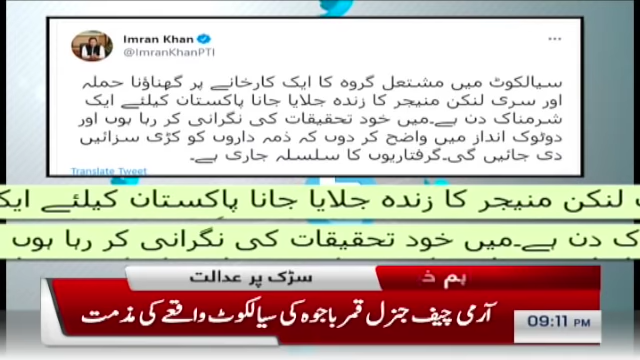 Imran Khan
@ImranKhanPTI
سیالکوٹ میں مشتعل گروہ کا ایک کارخانے پر گھناؤنا حملہ
اور سری لنکن منیجر کا زندہ جلایا جانا پاکستان کیلئے ایک
شرمناک دن ہے۔میں خود تحقیقات کی نگرانی کر رہا ہوں اور
دوٹوک انداز میں واضح کر دوں کہ ذمہ داروں کو کڑی سزائیں
دی جائیں گی۔گرفتاریوں کا سلسلہ جاری ہے۔
Translate Tweet
لنکن منیجر کا زندہ جلایا جانا پاکستان کیلئے ایک
دن ہے۔میں خود تحقیقات کی نگرانی کر رہا ہوں
سڑک پر عدالت
آرمی چیف جنرل قمر باجوہ کی سیالکوٹ واقعے کی مذمت
09:11 PM